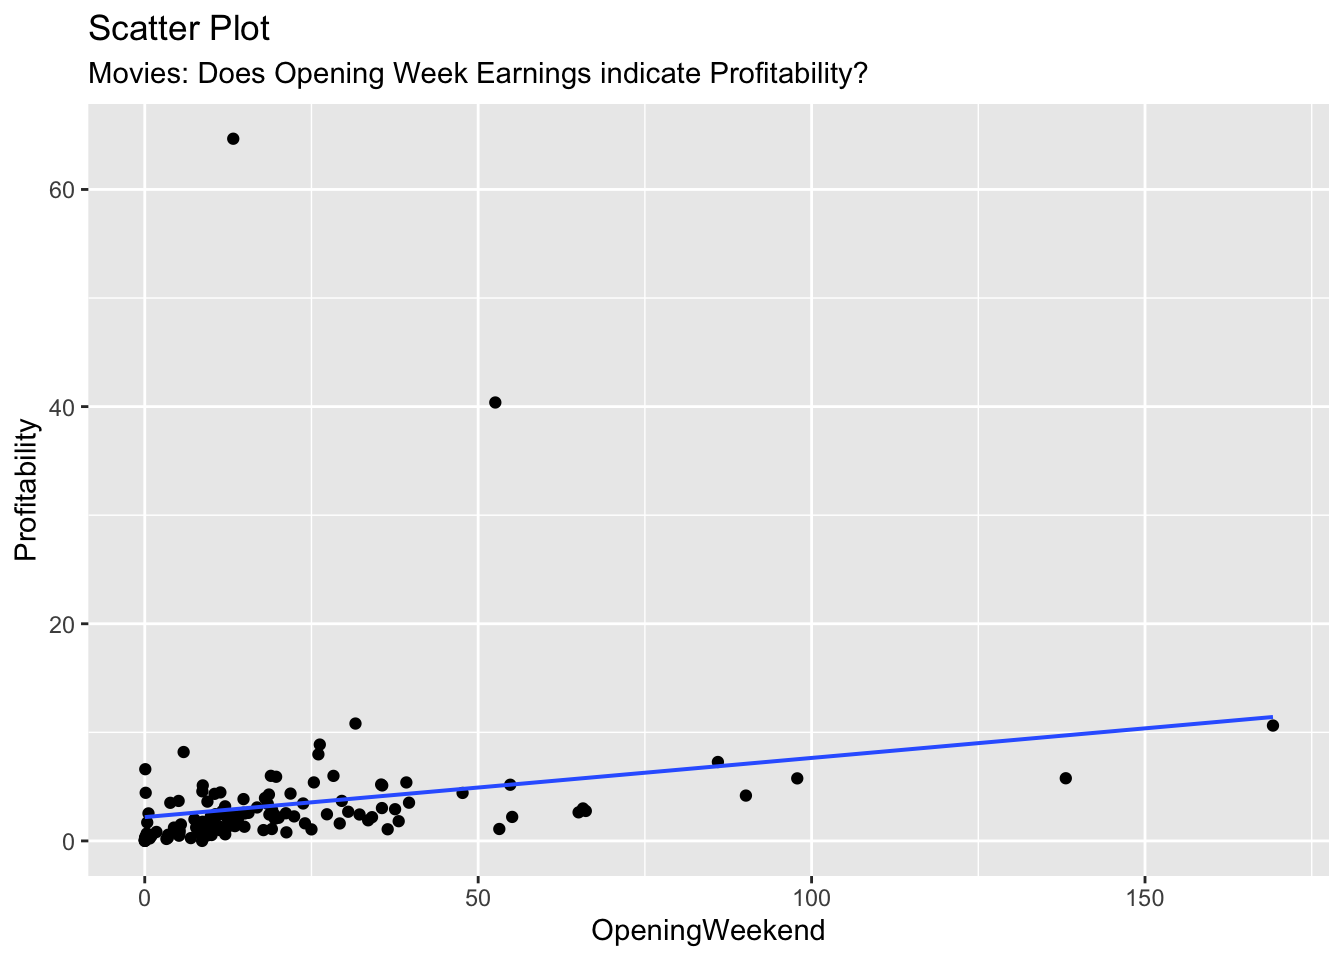 Scatter Plot
Movies: Does Opening Week Earnings indicate Profitability?
60
40
20
0
Profitability
0 50 100 150
OpeningWeekend